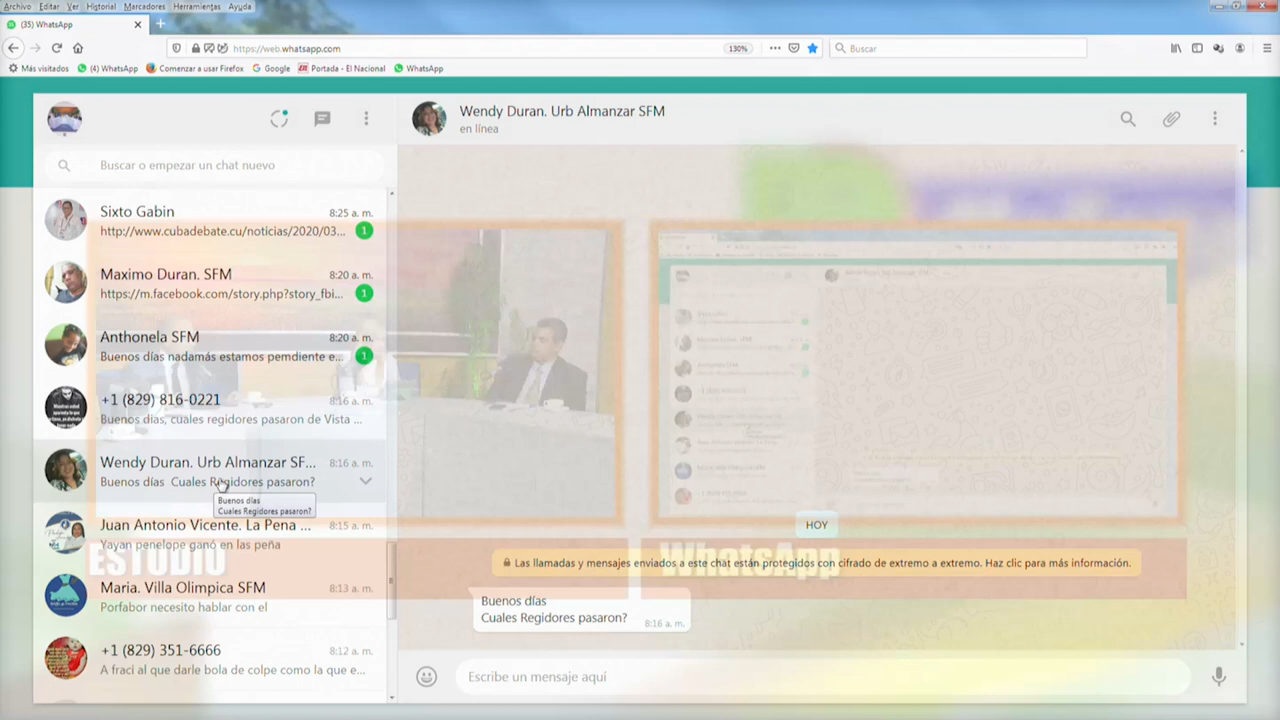 Archivo Editar Ver Historial Marcadores Herramientas Ayuda
(35) WhatsApp
https://web.whatsapp.com
130%
Buscar
Más visitados
(4) WhatsApp
Comenzar a usar Firefox
Google
Portada - El Nacional
WhatsApp
Wendy Duran. Urb Almanzar SFM
en línea
Buscar o empezar un chat nuevo
Sixto Gabin
8:25 a. m.
http://www.cubadebate.cu/noticias/2020/03...
1
Maximo Duran. SFM
8:20 a. m.
https://m.facebook.com/story.php?story_fbi...
1
Anthonela SFM
8:20 a. m.
Buenos días nadamás estamos pemdiente e...
1
+1 (829) 816-0221
8:16 a. m.
Buenos días, cuales regidores pasaron de Vista ...
Wendy Duran. Urb Almanzar SF...
8:16 a. m.
Buenos días Cuales Regidores pasaron?
Buenos días
Cuales Regidores pasaron?
Juan Antonio Vicente. La Pena ...
8:15 a. m.
Yayan penelope ganó en las peña
Maria. Villa Olimpica SFM
8:13 a. m.
Porfabor necesito hablar con el
+1 (829) 351-6666
8:12 a. m.
A fraci al que darle bola de colpe como la que e...
HOY
Las llamadas y mensajes enviados a este chat están protegidos con cifrado de extremo a extremo. Haz clic para más información.
Buenos días
Cuales Regidores pasaron?
8:16 a. m.
Escribe un mensaje aquí
ESTUDIO
WhatsApp